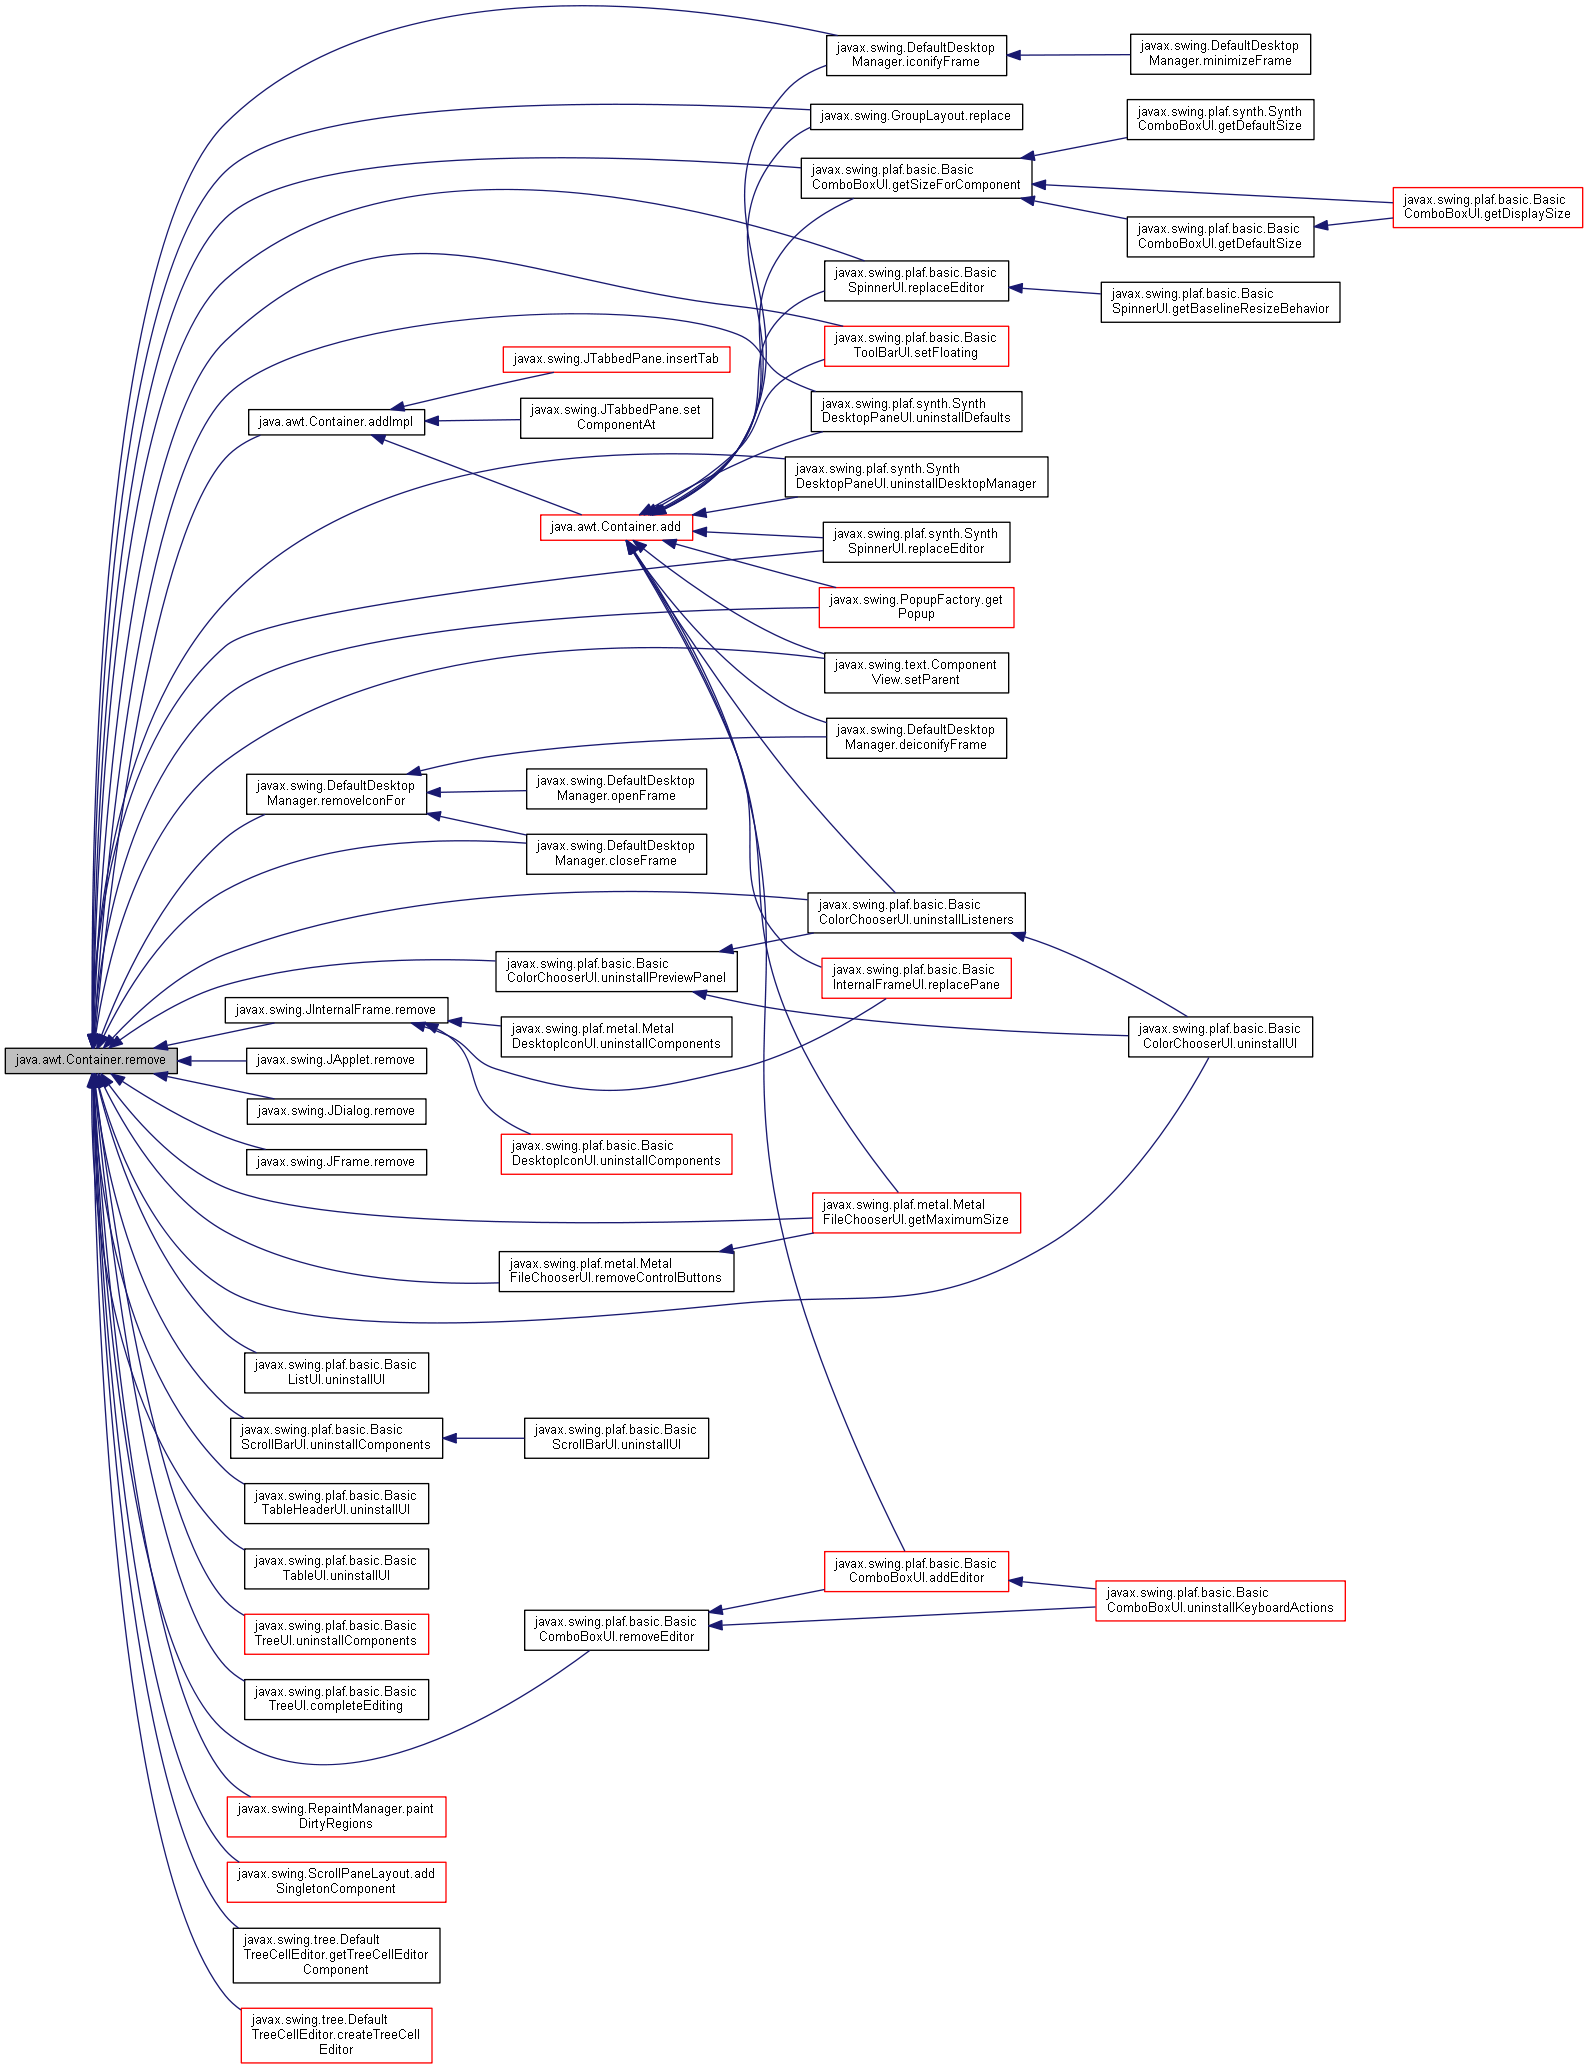 javax.swing.DefaultDesktop
Manager.iconifyFrame
javax.swing.DefaultDesktop
Manager.minimizeFrame
javax.swing.GroupLayout.replace
javax.swing.plaf.synth.Synth
ComboBoxUI.getDefaultSize
javax.swing.plaf.basic.Basic
ComboBoxUI.getSizeForComponent
javax.swing.plaf.basic.Basic
ComboBoxUI.getDisplaySize
javax.swing.plaf.basic.Basic
ComboBoxUI.getDefaultSize
javax.swing.plaf.basic.Basic
SpinnerUI.replaceEditor
javax.swing.plaf.basic.Basic
SpinnerUI.getBaselineResizeBehavior
javax.swing.plaf.basic.Basic
ToolBarUI.setFloating
javax.swing.JTabbedPane.insertTab
javax.swing.plaf.synth.Synth
DesktopPaneUI.uninstallDefaults
java.awt.Container.addImpl
javax.swing.JTabbedPane.set
ComponentAt
javax.swing.plaf.synth.Synth
DesktopPaneUI.uninstallDesktopManager
java.awt.Container.add
javax.swing.plaf.synth.Synth
SpinnerUI.replaceEditor
javax.swing.PopupFactory.get
Popup
javax.swing.text.Component
View.setParent
javax.swing.DefaultDesktop
Manager.deiconifyFrame
javax.swing.DefaultDesktop
Manager.removeIconFor
javax.swing.DefaultDesktop
Manager.openFrame
javax.swing.DefaultDesktop
Manager.closeFrame
javax.swing.plaf.basic.Basic
ColorChooserUI.uninstallListeners
javax.swing.plaf.basic.Basic
ColorChooserUI.uninstallPreviewPanel
javax.swing.plaf.basic.Basic
InternalFrameUI.replacePane
javax.swing.JInternalFrame.remove
javax.swing.plaf.metal.Metal
DesktopIconUI.uninstallComponents
javax.swing.plaf.basic.Basic
ColorChooserUI.uninstallUI
java.awt.Container.remove
javax.swing.JApplet.remove
javax.swing.JDialog.remove
javax.swing.JFrame.remove
javax.swing.plaf.basic.Basic
DesktopIconUI.uninstallComponents
javax.swing.plaf.metal.Metal
FileChooserUI.getMaximumSize
javax.swing.plaf.metal.Metal
FileChooserUI.removeControlButtons
javax.swing.plaf.basic.Basic
ListUI.uninstallUI
javax.swing.plaf.basic.Basic
ScrollBarUI.uninstallComponents
javax.swing.plaf.basic.Basic
ScrollBarUI.uninstallUI
javax.swing.plaf.basic.Basic
TableHeaderUI.uninstallUI
javax.swing.plaf.basic.Basic
TableUI.uninstallUI
javax.swing.plaf.basic.Basic
ComboBoxUI.addEditor
javax.swing.plaf.basic.Basic
ComboBoxUI.uninstallKeyboardActions
javax.swing.plaf.basic.Basic
TreeUI.uninstallComponents
javax.swing.plaf.basic.Basic
ComboBoxUI.removeEditor
javax.swing.plaf.basic.Basic
TreeUI.completeEditing
javax.swing.RepaintManager.paint
DirtyRegions
javax.swing.ScrollPaneLayout.add
SingletonComponent
javax.swing.tree.Default
TreeCellEditor.getTreeCellEditor
Component
javax.swing.tree.Default
TreeCellEditor.createTreeCell
Editor